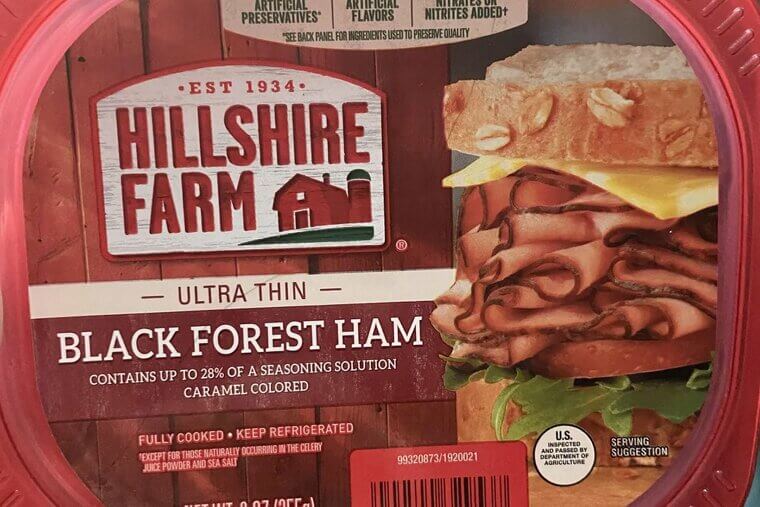 ARTIFICIAL
PRESERVATIVES*
ARTIFICIAL
FLAVORS
NITRATES OR
NITRITES ADDED†
*SEE BACK PANEL FOR INGREDIENTS USED TO PRESERVE QUALITY
•EST 1934•
HILLSHIRE
FARM
®
— ULTRA THIN —
BLACK FOREST HAM
CONTAINS UP TO 28% OF A SEASONING SOLUTION
CARAMEL COLORED
FULLY COOKED • KEEP REFRIGERATED
†EXCEPT FOR THOSE NATURALLY OCCURRING IN THE CELERY
JUICE POWDER AND SEA SALT
99320873/1920021
U.S.
INSPECTED
AND PASSED BY
DEPARTMENT OF
AGRICULTURE
SERVING
SUGGESTION
NET WT